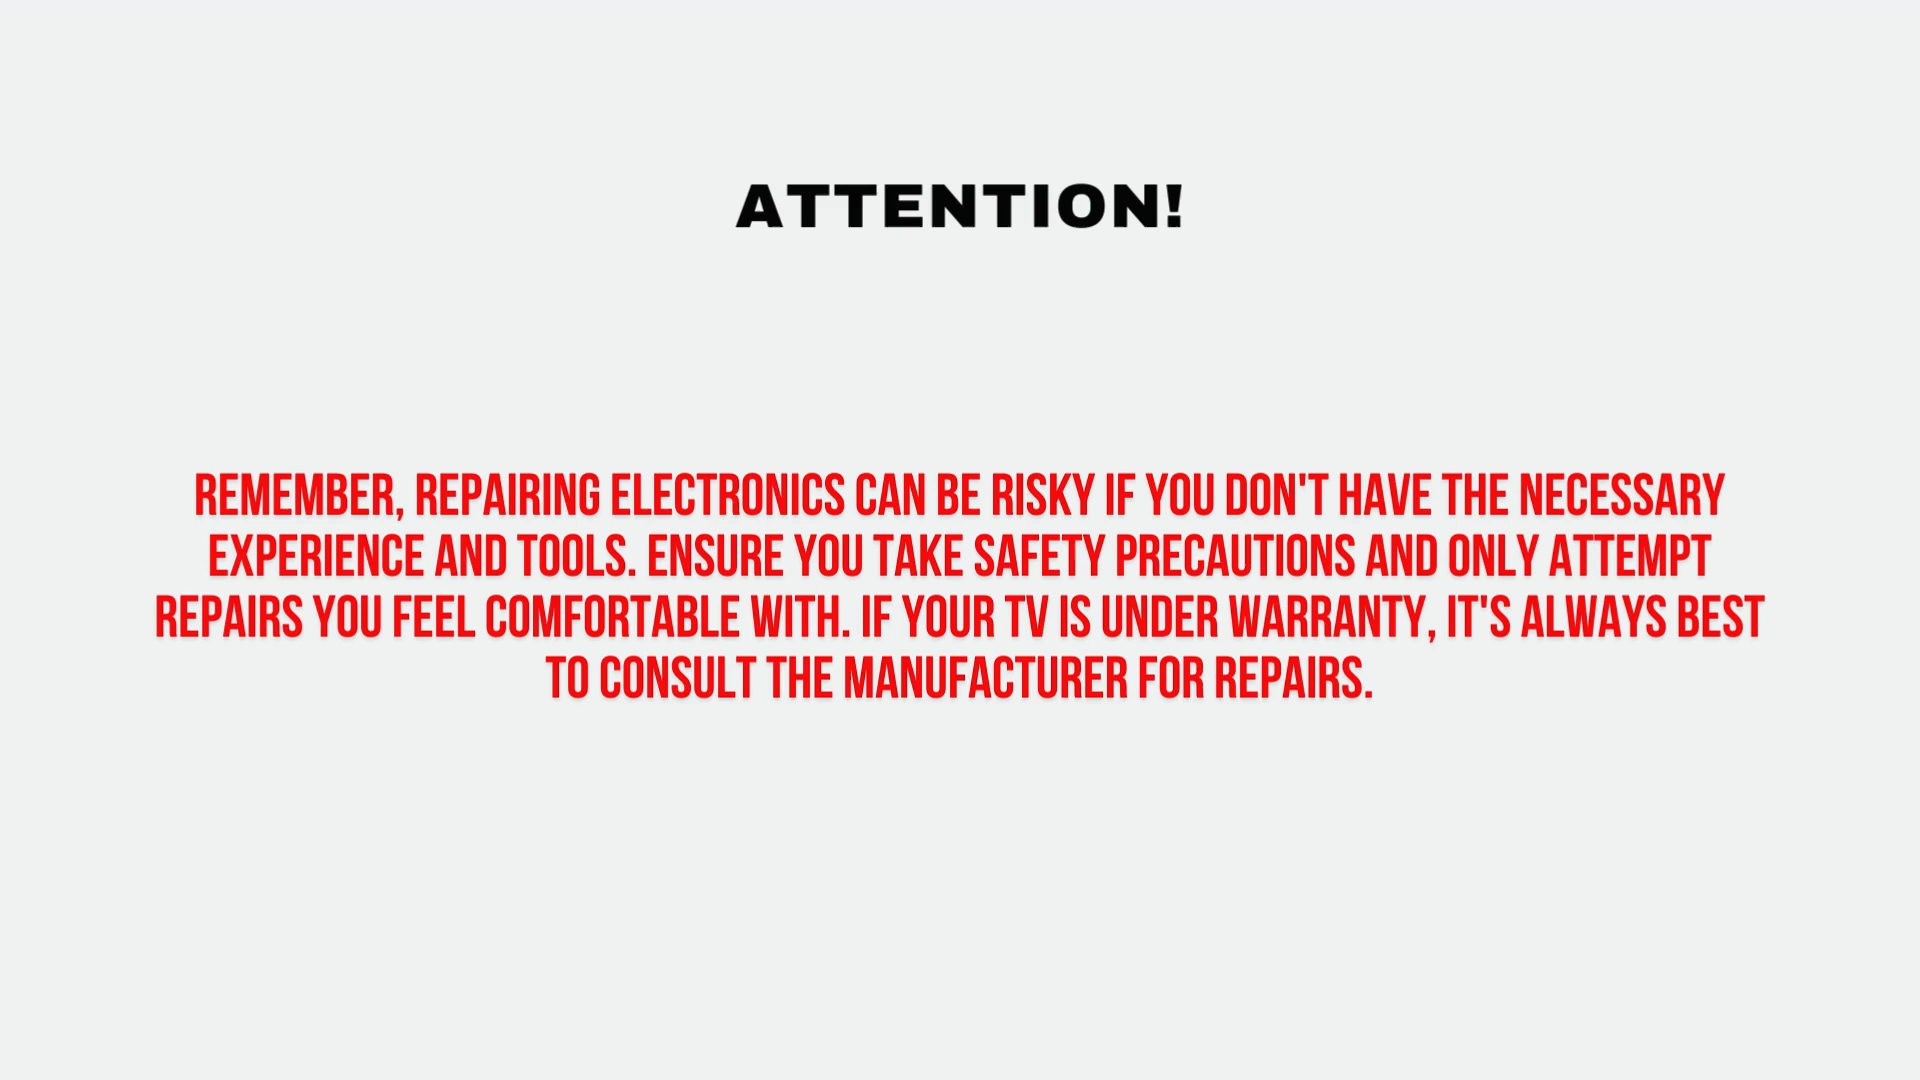 ATTENTION!
REMEMBER, REPAIRING ELECTRONICS CAN BE RISKY IF YOU DON'T HAVE THE NECESSARY
EXPERIENCE AND TOOLS. ENSURE YOU TAKE SAFETY PRECAUTIONS AND ONLY ATTEMPT
REPAIRS YOU FEEL COMFORTABLE WITH. IF YOUR TV IS UNDER WARRANTY, IT'S ALWAYS BEST
TO CONSULT THE MANUFACTURER FOR REPAIRS.